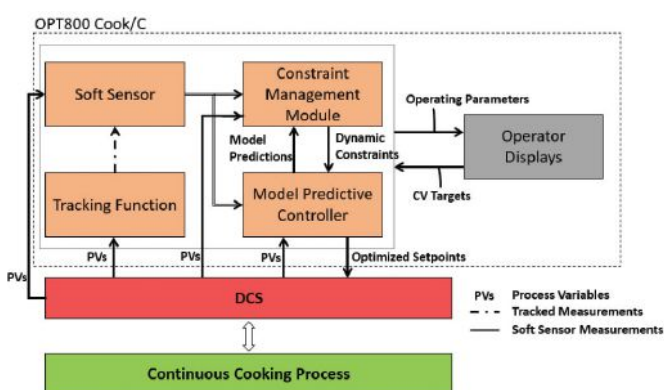 OPT800 Cook/C
Soft Sensor
Constraint
Management
Module
Operating Parameters
Operator
Displays
Model
Predictions
Dynamic
Constraints
CV Targets
Tracking Function
Model Predictive
Controller
PVs
PVs
PVs
PVs
Optimized Setpoints
DCS
PVs Process Variables
Tracked Measurements
Soft Sensor Measurements
Continuous Cooking Process